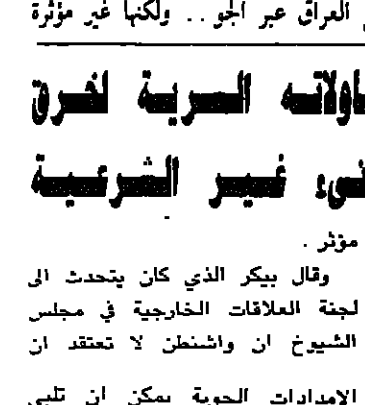 العراق عبر الجو .. ولكنها غير مؤثرة
اولاته السرية لخرق
غير الشرعية
مؤثر .
وقال بيكر الذي كان يتحدث الى
لجنة العلاقات الخارجية في مجلس
الشيوخ ان واشنطن لا تعتقد ان
الامدادات الجوية يمكن ان تلبي